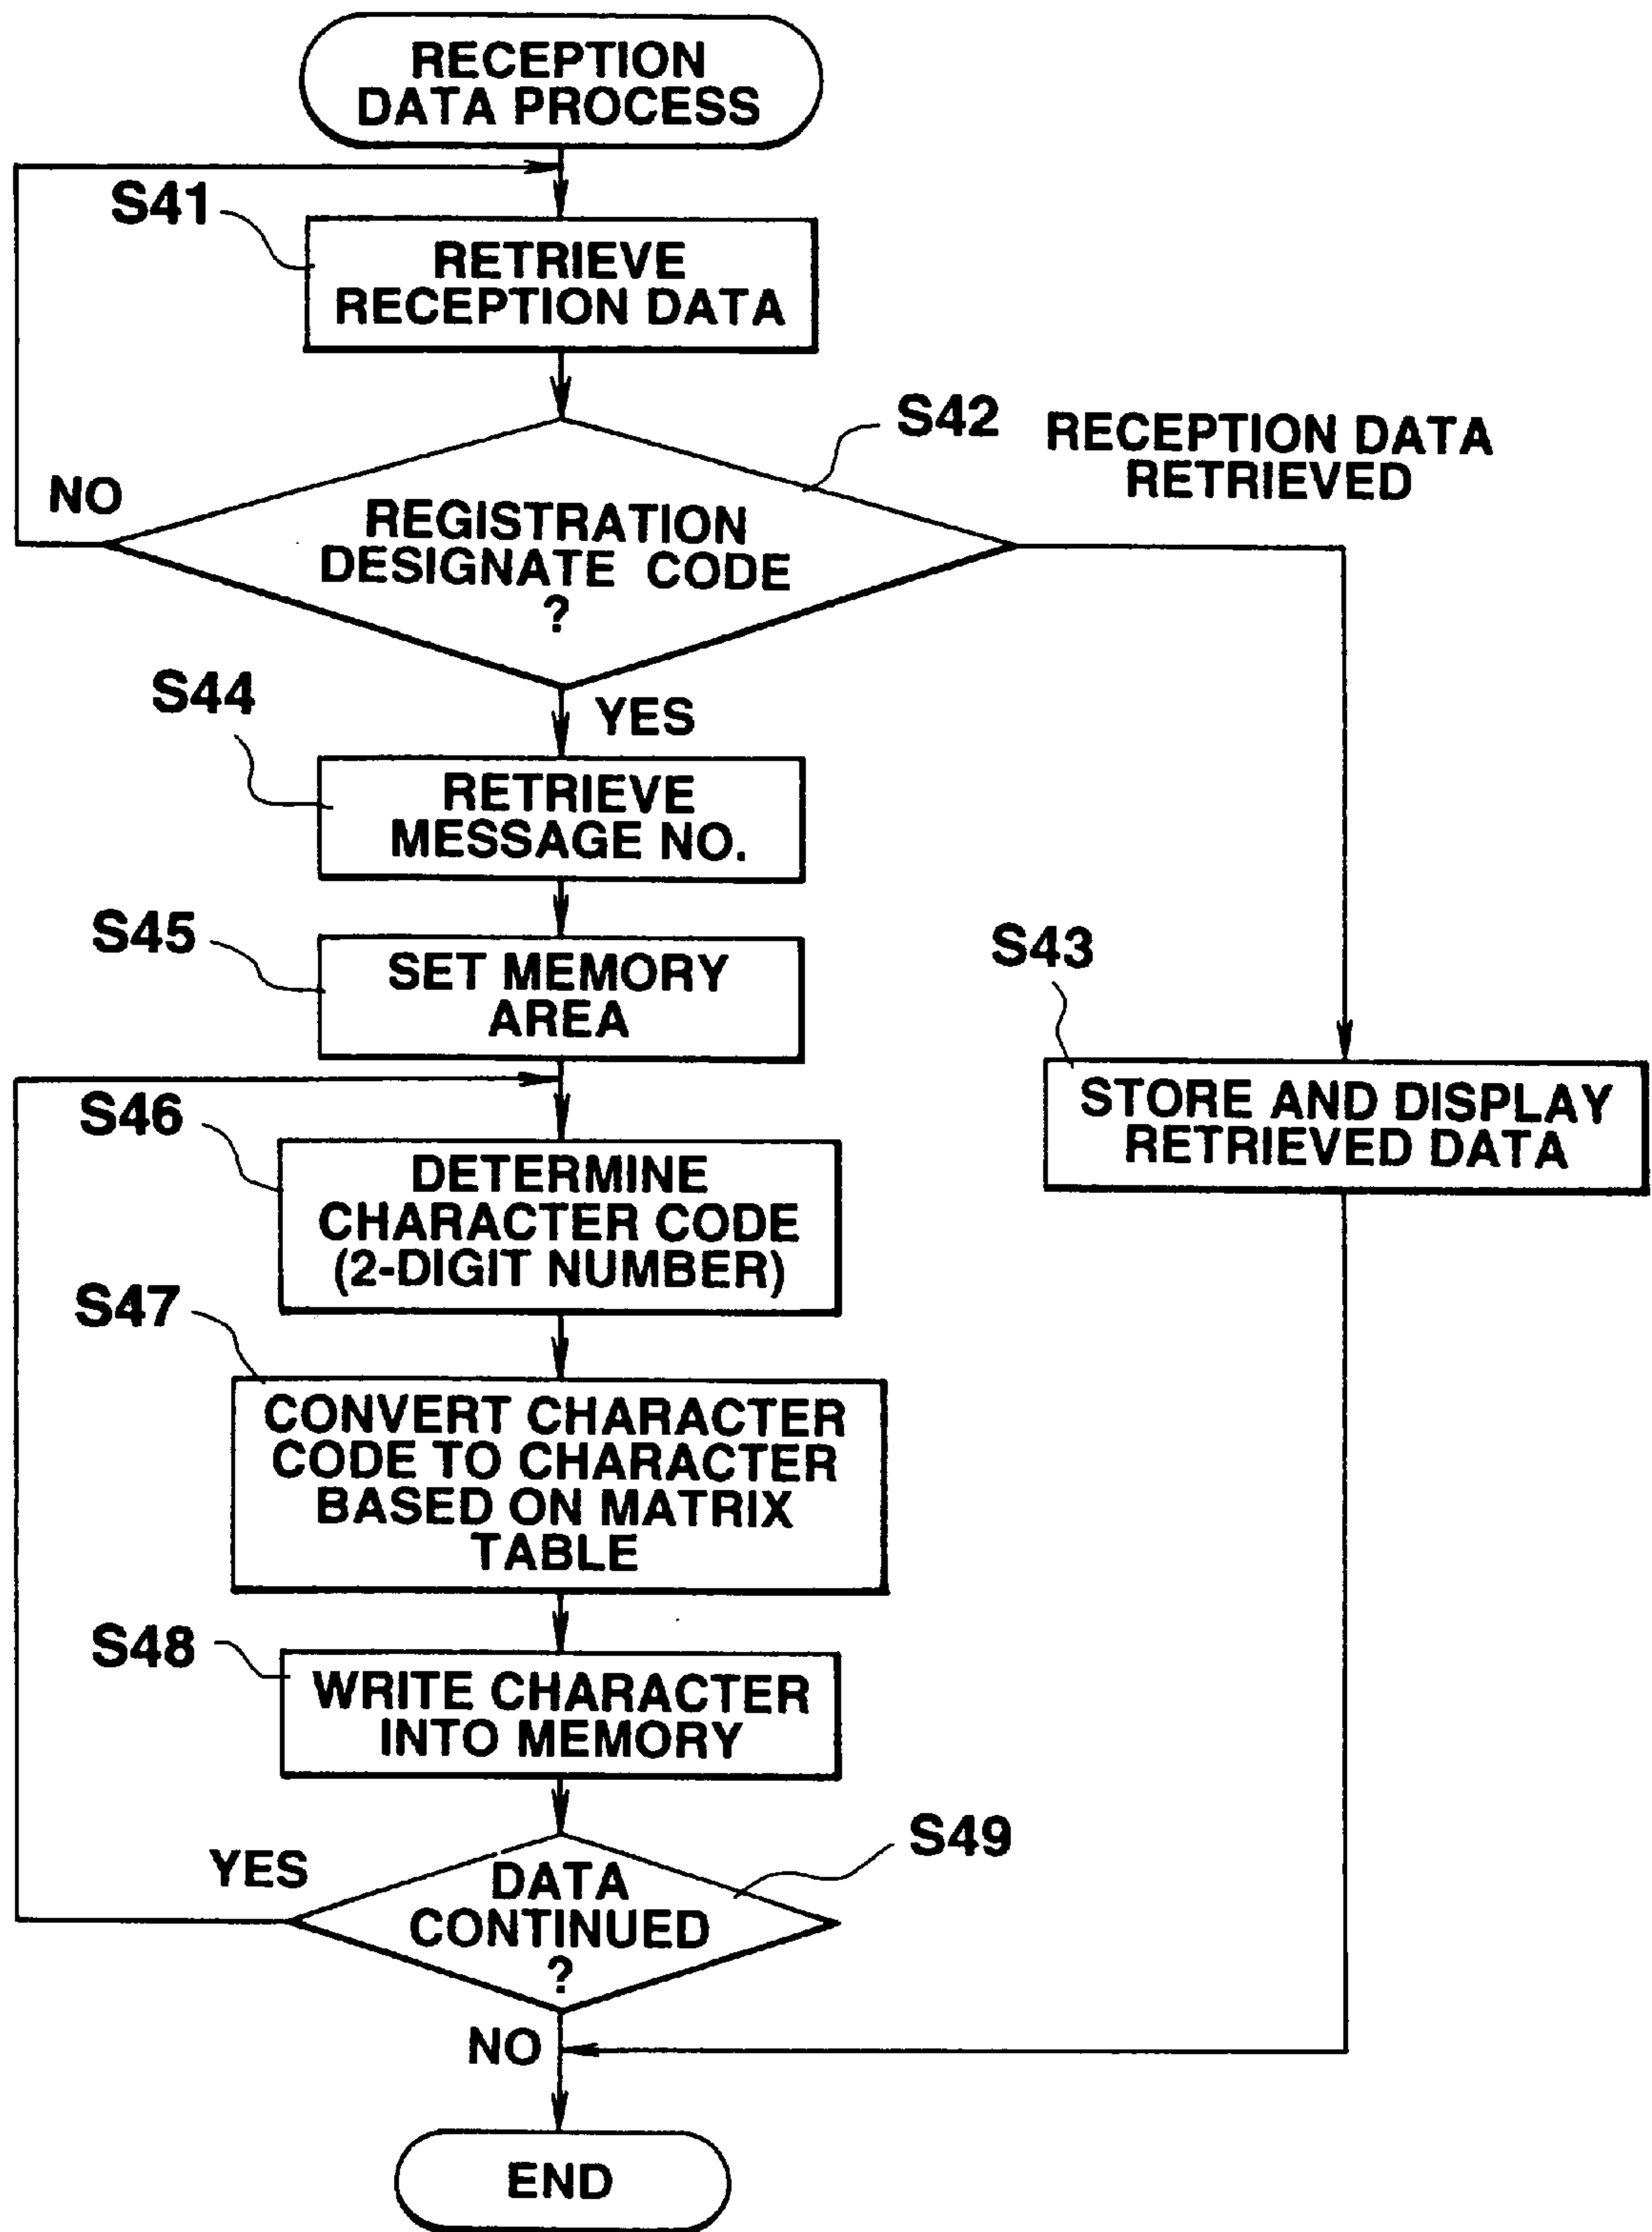 RECEPTION
DATA PROCESS
S41
RETRIEVE
RECEPTION DATA
S42
RECEPTION DATA
RETRIEVED
NO
REGISTRATION
DESIGNATE CODE
?
S44
YES
RETRIEVE
MESSAGE NO.
S45
SET MEMORY
AREA
S43
STORE AND DISPLAY
RETRIEVED DATA
S46
DETERMINE
CHARACTER CODE
(2-DIGIT NUMBER)
S47
CONVERT CHARACTER
CODE TO CHARACTER
BASED ON MATRIX
TABLE
S48
WRITE CHARACTER
INTO MEMORY
S49
YES
DATA
CONTINUED
?
NO
END